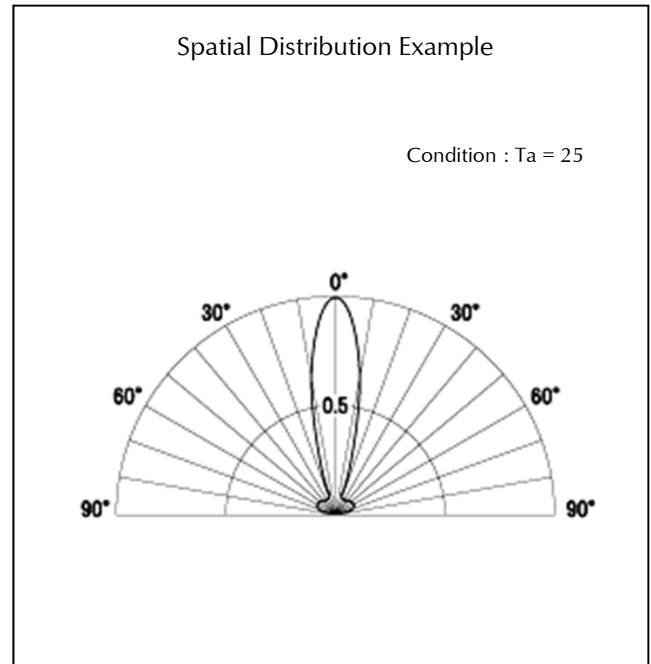 Spatial Distribution Example
Condition : Ta = 25
0°
30° 30°
60° 60°
0.5
90° 90°